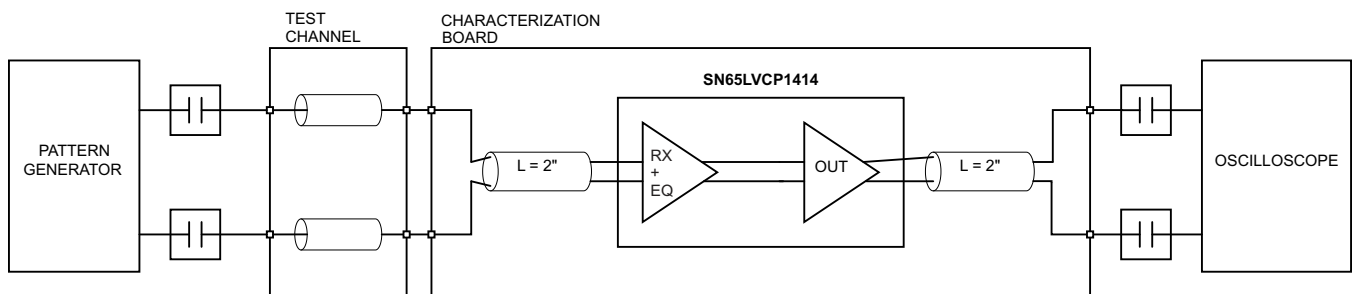 TEST
CHANNEL
CHARACTERIZATION
BOARD
SN65LVCP1414
PATTERN
GENERATOR
L = 2"
RX
+
EQ
OUT
L = 2"
OSCILLOSCOPE